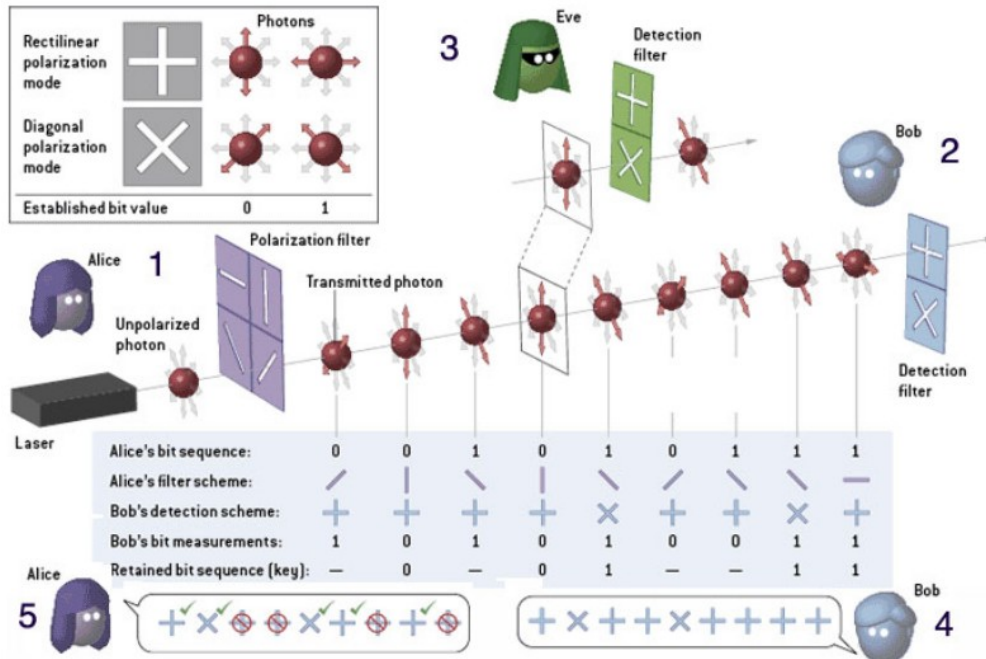 Photons
Rectilinear
polarization
mode
Diagonal
polarization
mode
Established bit value 0 1
3
Eve
Detection
filter
Bob
2
Alice
1
Polarization filter
Transmitted photon
Unpolarized
photon
Laser
Detection
filter
Alice's bit sequence: 0 0 1 0 1 0 1 1 1
Alice's filter scheme:
Bob's detection scheme:
Bob's bit measurements: 1 0 1 0 1 0 0 1 1
Retained bit sequence (key): — 0 — 0 1 — — 1 1
Alice
5
Bob
4